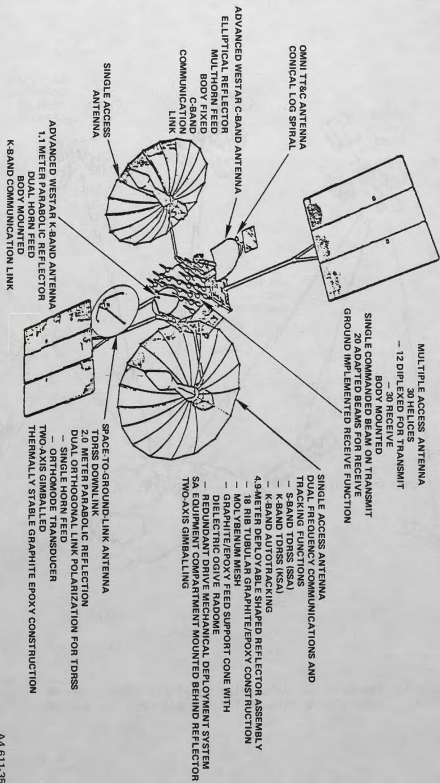 OMNI TT&C ANTENNA
CONICAL LOG SPIRAL
ADVANCED WESTAR C-BAND ANTENNA
ELLIPTICAL REFLECTOR
MULTIHORN FEED
BODY FIXED
C-BAND
COMMUNICATION
LINK
SINGLE ACCESS
ANTENNA
ADVANCED WESTAR K-BAND ANTENNA
1.1 METER PARABOLIC REFLECTOR
DUAL HORN FEED
BODY MOUNTED
K-BAND COMMUNICATION LINK
MULTIPLE ACCESS ANTENNA
30 HELICES
– 12 DIPLEXED FOR TRANSMIT
– 30 RECEIVE
BODY MOUNTED
SINGLE COMMANDED BEAM ON TRANSMIT
20 ADAPTED BEAMS FOR RECEIVE
GROUND IMPLEMENTED RECEIVE FUNCTION
SINGLE ACCESS ANTENNA
DUAL FREQUENCY COMMUNICATIONS AND
TRACKING FUNCTIONS
– S-BAND TDRSS (SSA)
– K-BAND TDRSS (KSA)
– K-BAND AUTOTRACKING
4.9-METER DEPLOYABLE SHAPED REFLECTOR ASSEMBLY
– 18 RIB TUBULAR GRAPHITE/EPOXY CONSTRUCTION
MOLYBENUM MESH
– GRAPHITE/EPOXY FEED SUPPORT CONE WITH
DIELECTRIC OGIVE RADOME
– REDUNDANT DRIVE MECHANICAL DEPLOYMENT SYSTEM
SA EQUIPMENT COMPARTMENT MOUNTED BEHIND REFLECTOR
TWO-AXIS GIMBALLING
SPACE-TO-GROUND-LINK ANTENNA
TDRSS DOWNLINK
2.0 METER PARABOLIC REFLECTION
DUAL ORTHOGONAL LINK POLARIZATION FOR TDRSS
– SINGLE HORN FEED
– ORTHOMODE TRANSDUCER
TWO-AXIS GIMBALLED
THERMALLY STABLE GRAPHITE EPOXY CONSTRUCTION